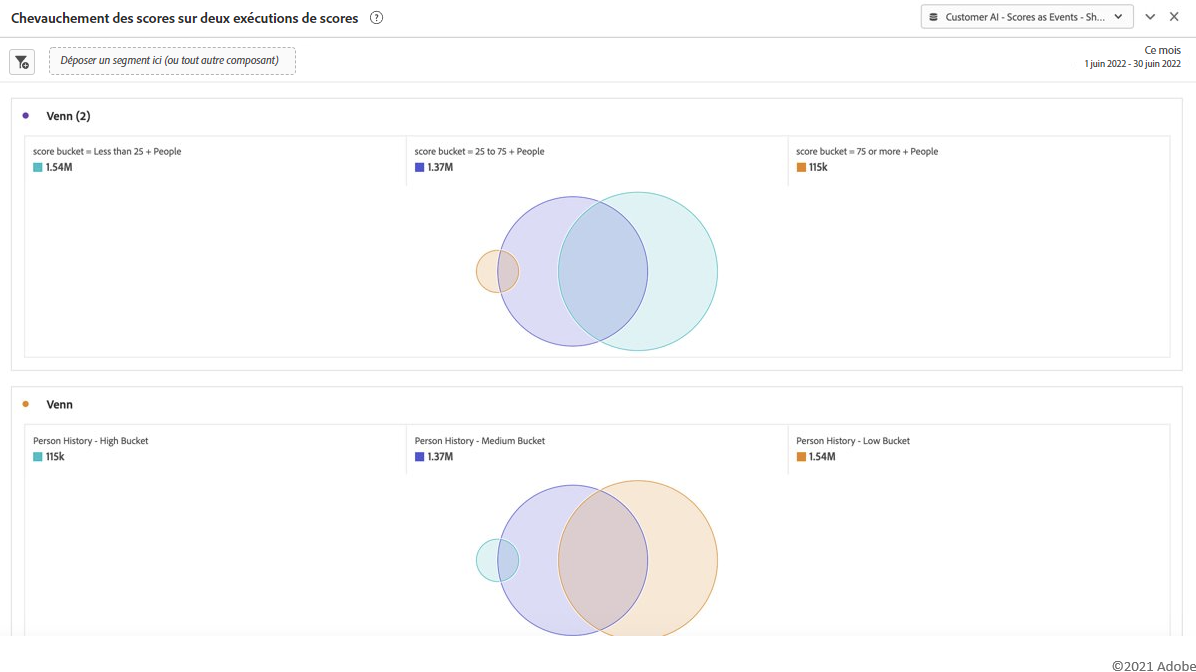 Chevauchement des scores sur deux exécutions de scores ?
Customer AI - Scores as Events - Sh...
Déposer un segment ici (ou tout autre composant)
Ce mois
1 juin 2022 - 30 juin 2022
Venn (2)
score bucket = Less than 25 + People
1.54M
score bucket = 25 to 75 + People
1.37M
score bucket = 75 or more + People
115k
Venn
Person History - High Bucket
115k
Person History - Medium Bucket
1.37M
Person History - Low Bucket
1.54M
©2021 Adobe